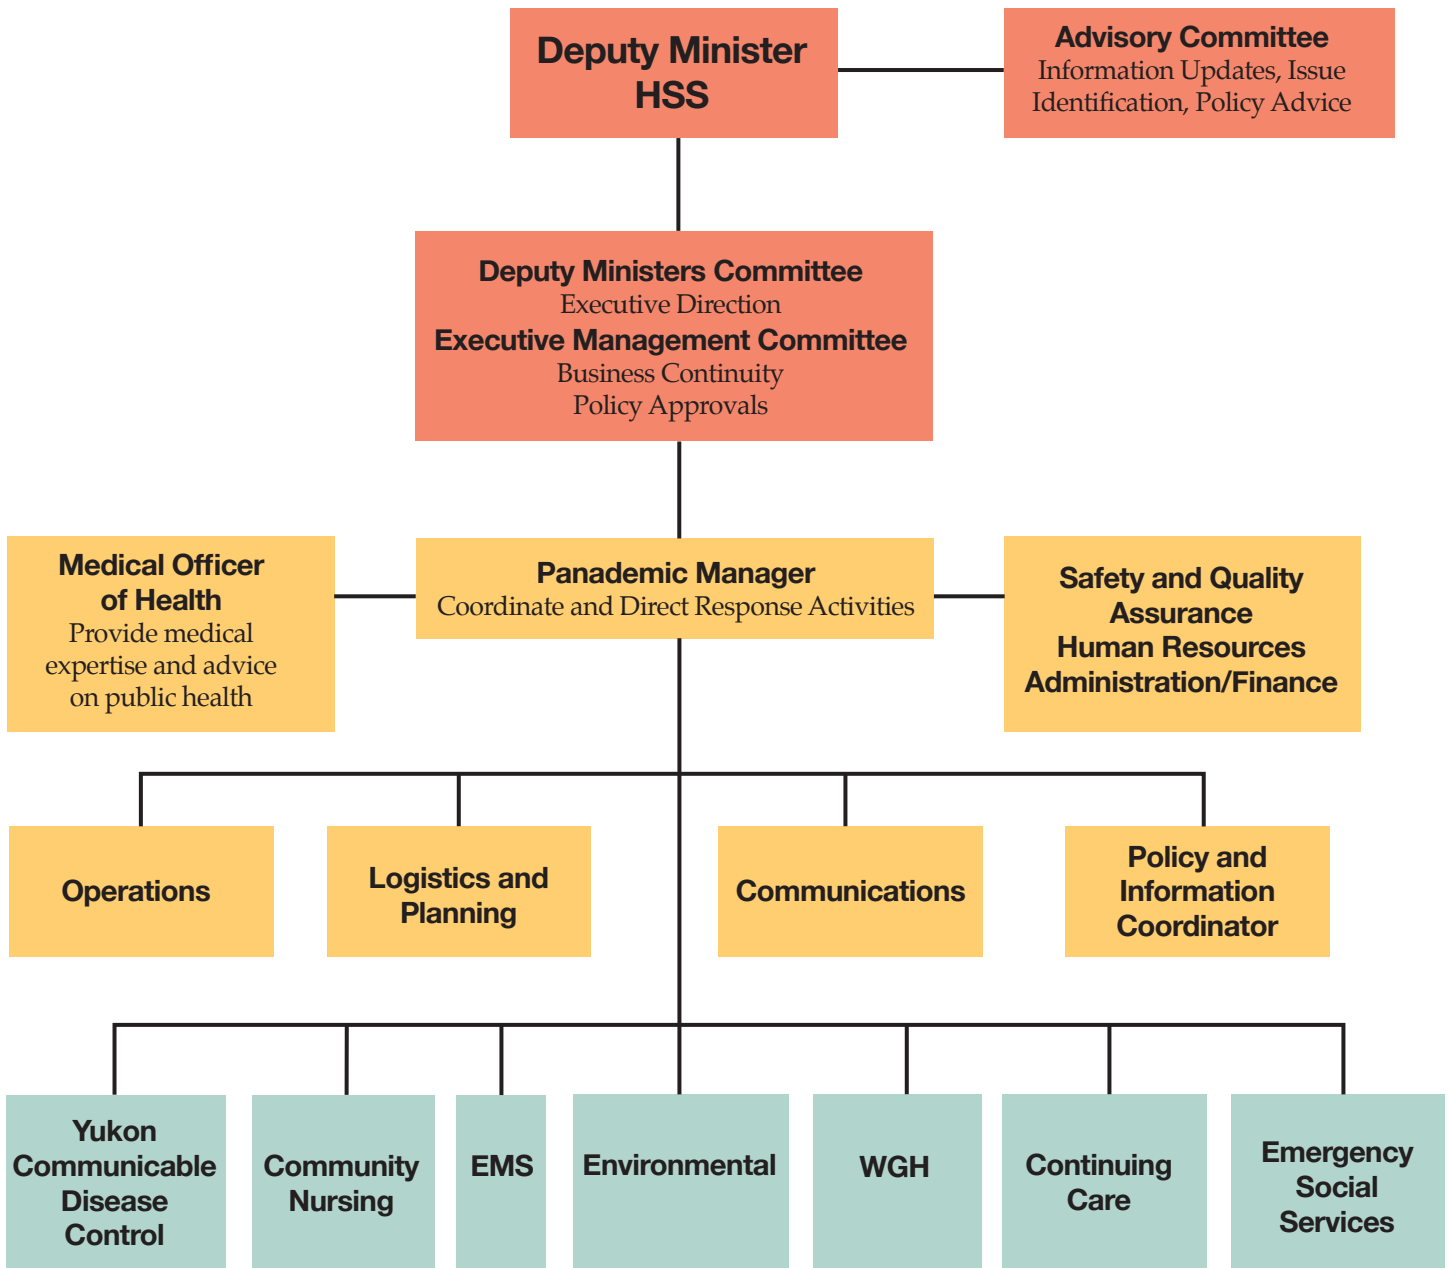 Deputy Minister
HSS
Advisory Committee
Information Updates, Issue
Identification, Policy Advice
Deputy Ministers Committee
Executive Direction
Executive Management Committee
Business Continuity
Policy Approvals
Medical Officer
of Health
Provide medical
expertise and advice
on public health
Panademic Manager
Coordinate and Direct Response Activities
Safety and Quality
Assurance
Human Resources
Administration/Finance
Operations
Logistics and
Planning
Communications
Policy and
Information
Coordinator
Yukon
Communicable
Disease
Control
Community
Nursing
EMS
Environmental
WGH
Continuing
Care
Emergency
Social
Services